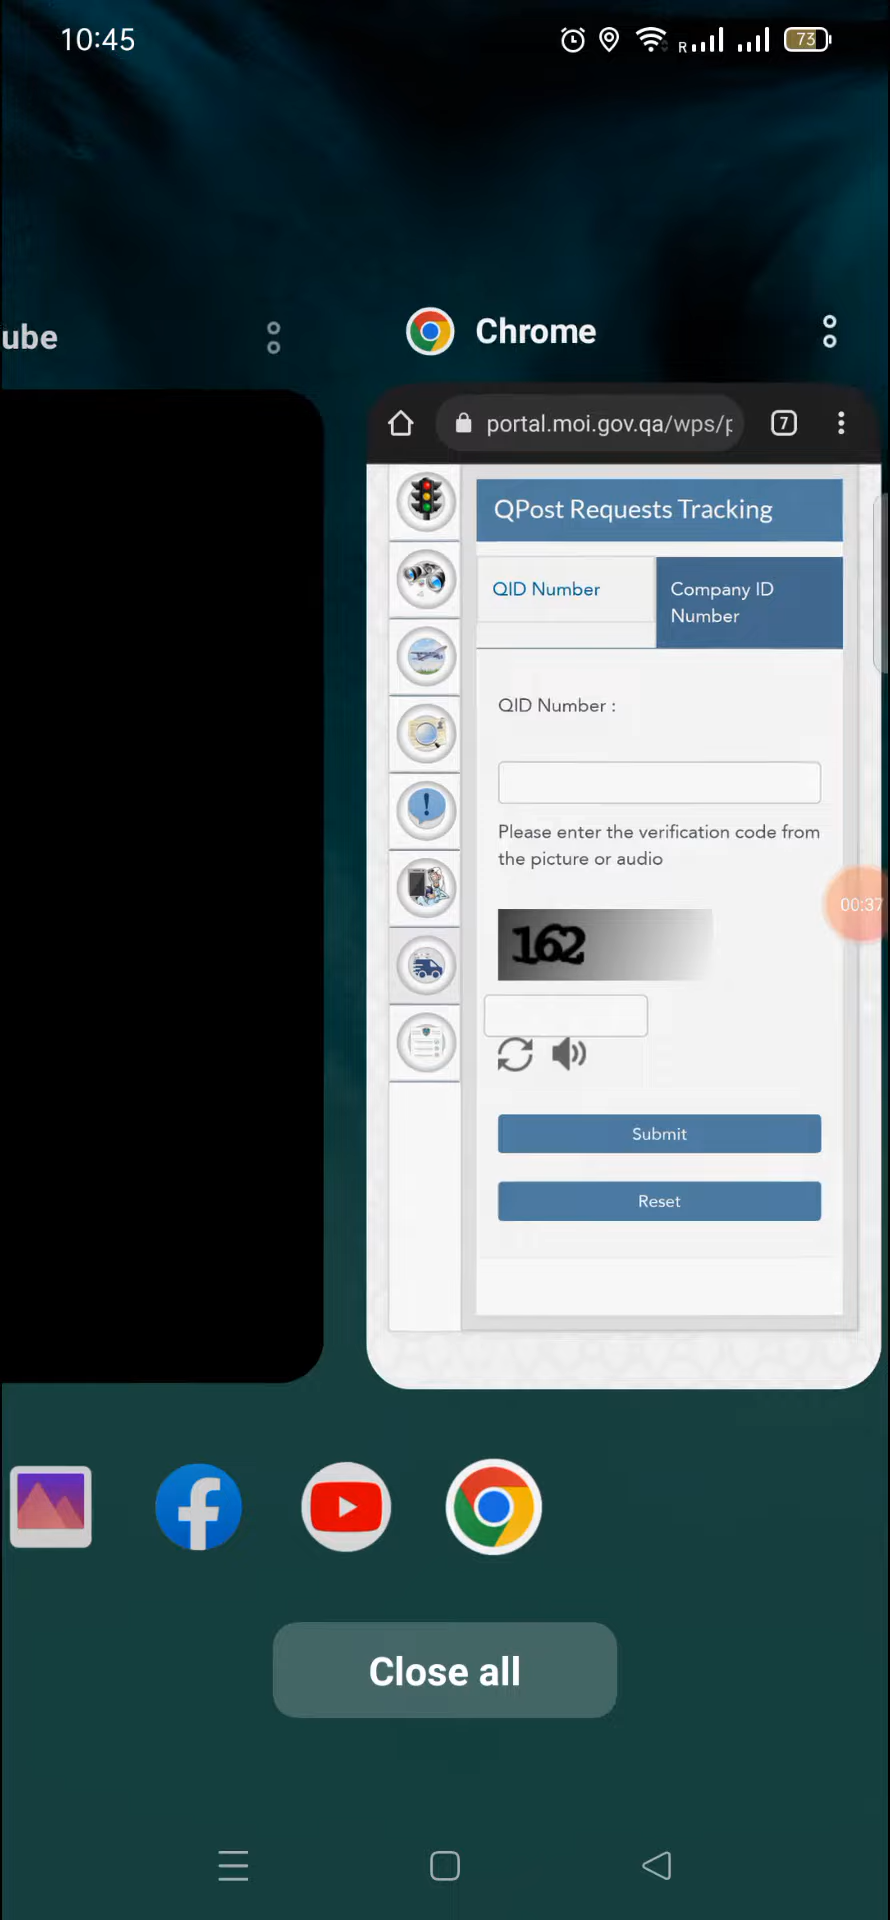 10:45
R
73
ube
Chrome
portal.moi.gov.qa/wps/p
7
QPost Requests Tracking
QID Number
Company ID
Number
QID Number :
Please enter the verification code from
the picture or audio
162
00:37
Submit
Reset
Close all